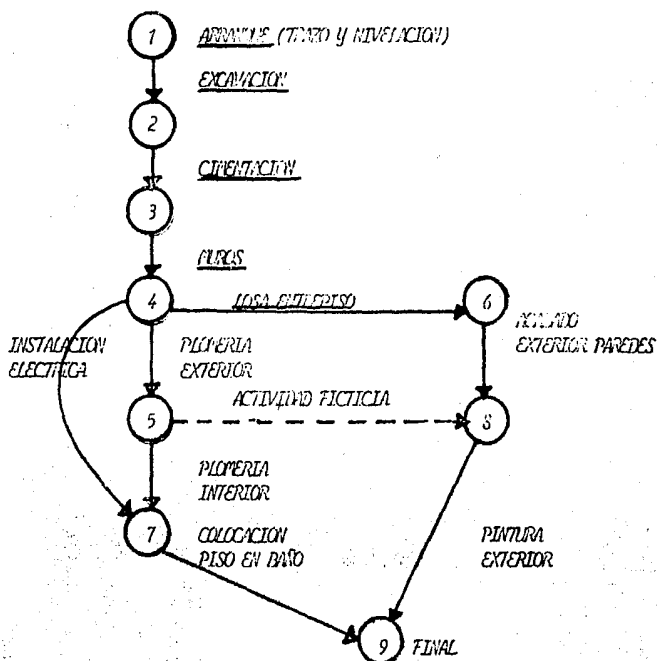 1 ARRANQUE (TRAZO Y NIVELACION)
EXCAVACION
2
CIMENTACION
3
MUROS
4 LOSA ENTREPISO 6
ACABADO
EXTERIOR PAREDES
INSTALACION
ELECTRICA
PLOMERIA
EXTERIOR
ACTIVIDAD FICTICIA
5
8
PLOMERIA
INTERIOR
7
COLOCACION
PISO EN BAÑO
PINTURA
EXTERIOR
9 FINAL